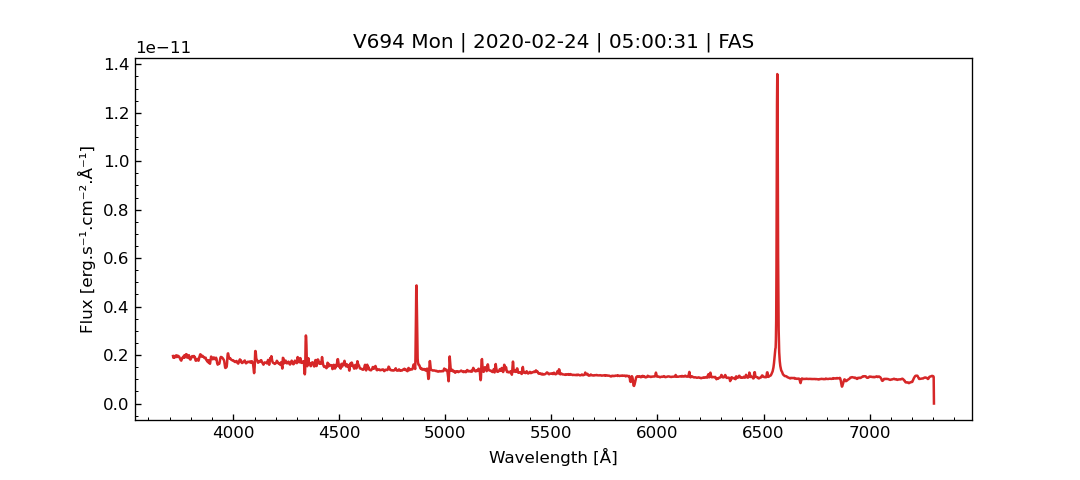 V694 Mon | 2020-02-24 | 05:00:31 | FAS
1e−11
1.4
1.2
1.0
0.8
0.6
0.4
0.2
0.0
Flux [erg.s⁻¹.cm⁻².Å⁻¹]
4000 4500 5000 5500 6000 6500 7000
Wavelength [Å]